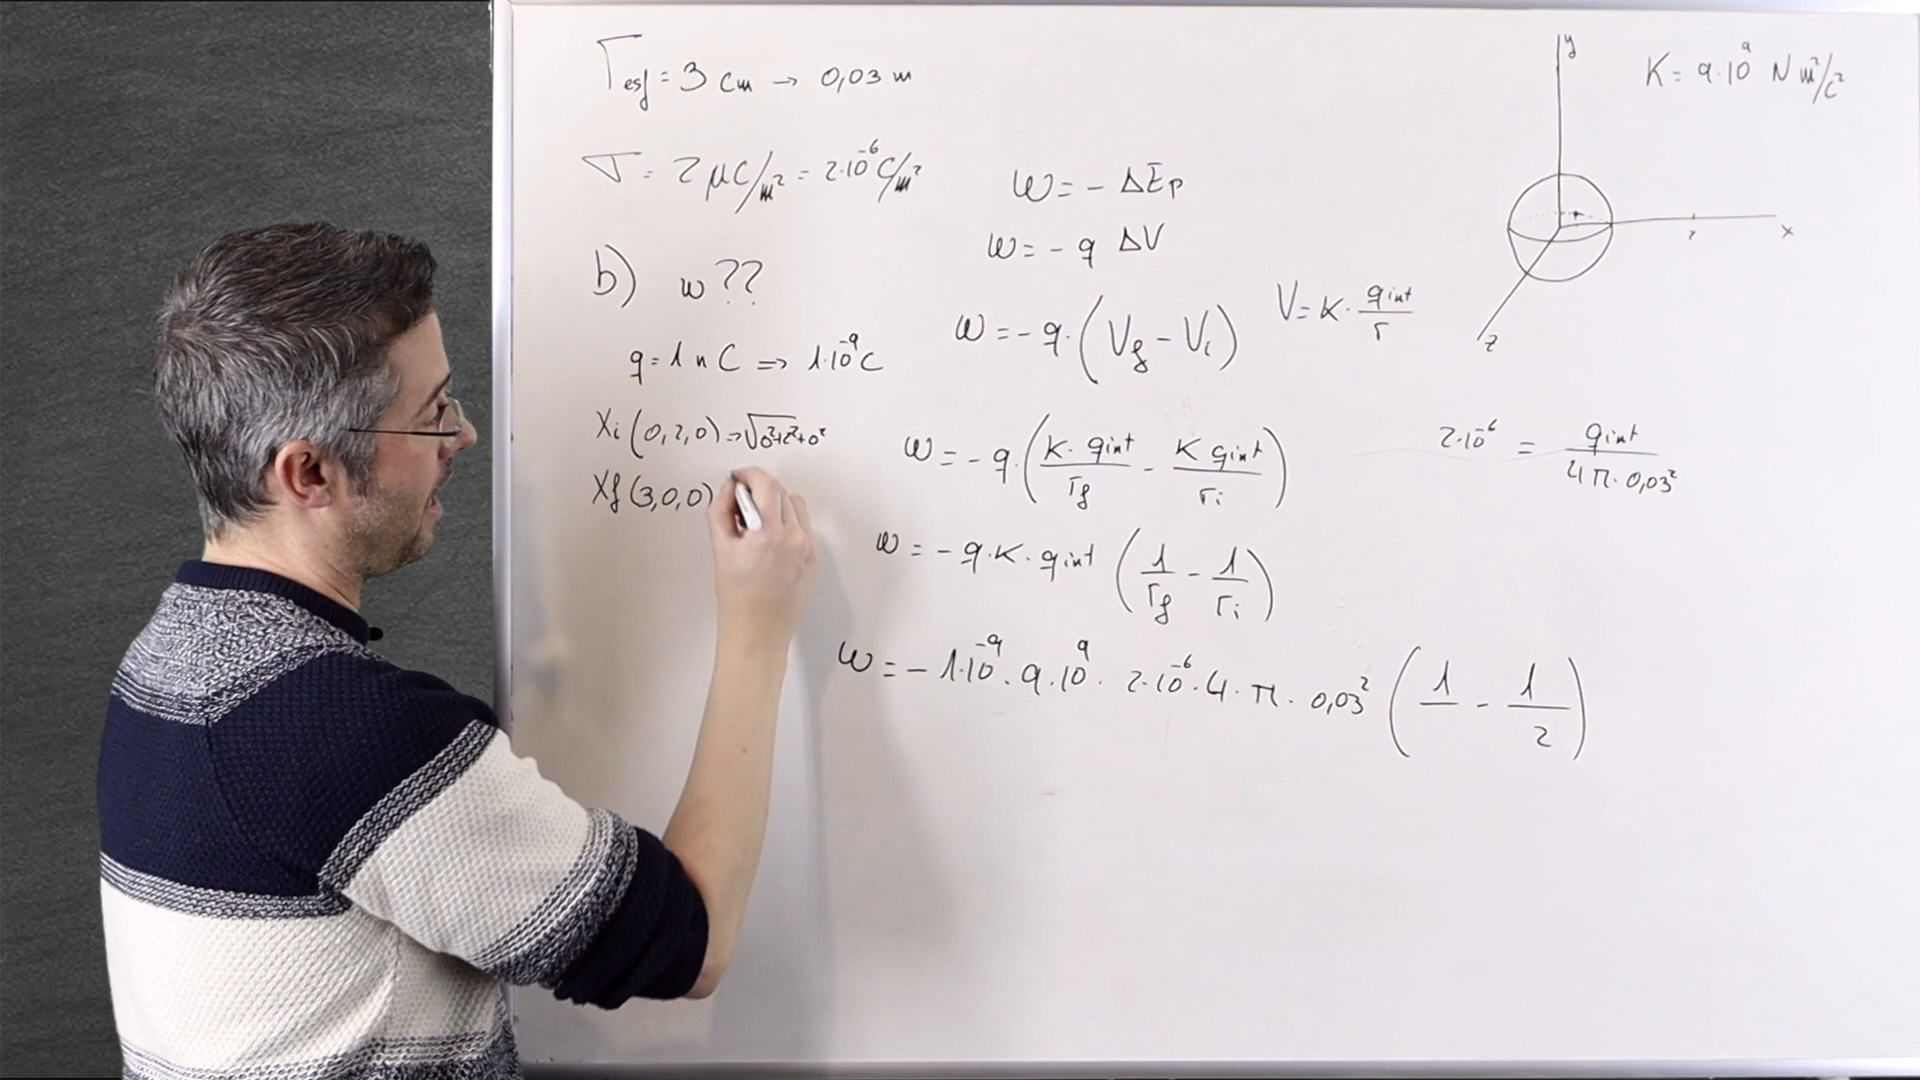 r esf = 3 cm → 0,03 m
σ = 2 μC/m² = 2·10⁻⁶ C/m²
b) w??
q = 1 nC => 1·10⁻⁹ C
Xi (0,2,0) → √0²+2²+0²
Xf (3,0,0)
W = - ΔEp
W = - q ΔV
W = - q · (Vf - Vi)
V = K · qint/r
W = - q · (K · qint/rf - K qint/ri)
W = - q · K · qint (1/rf - 1/ri)
W = - 1·10⁻⁹ · 9·10⁹ · 2·10⁻⁶ · 4 · π · 0,03² (1/ - 1/2)
y
x
z
K = 9·10⁹ N m²/C²
2·10⁻⁶ = qint/4π · 0,03²